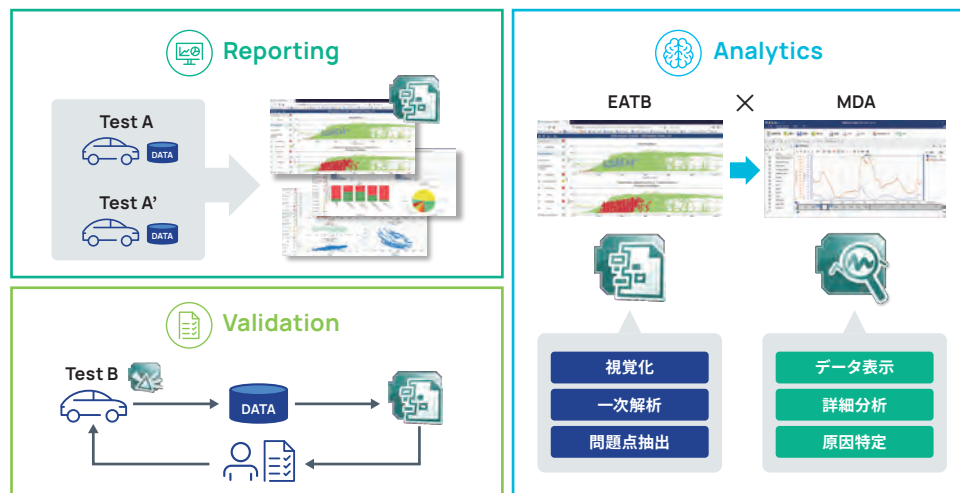 Reporting
Test A
DATA
Test A'
DATA
Validation
Test B
DATA
Analytics
EATB
×
MDA
視覚化
一次解析
問題点抽出
データ表示
詳細分析
原因特定